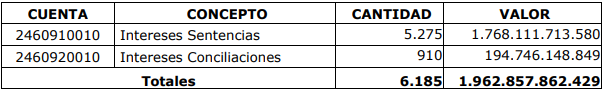 CUENTA CONCEPTO CANTIDAD VALOR
2460910010 Intereses Sentencias 5.275 1.768.111.713.580
2460920010 Intereses Conciliaciones 910 194.746.148.849
Totales 6.185 1.962.857.862.429